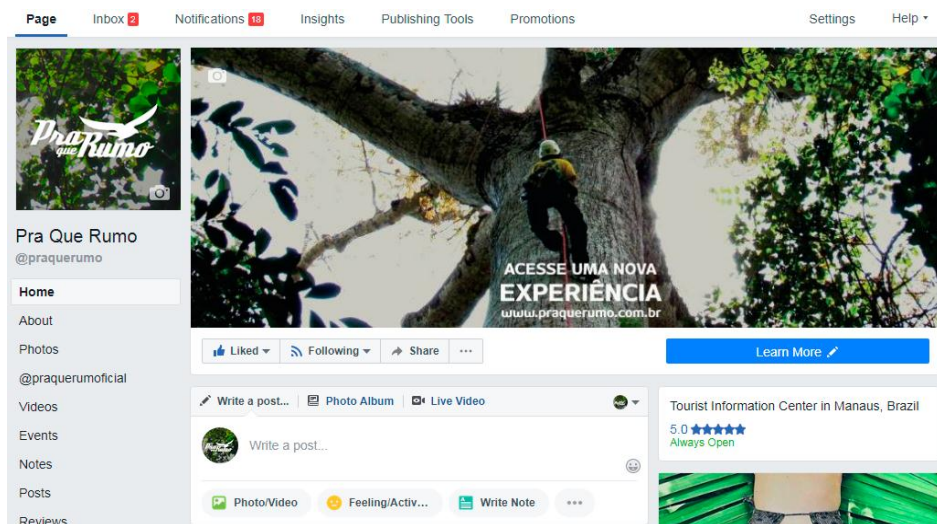 Page Inbox 2 Notifications 18 Insights Publishing Tools Promotions Settings Help
Pra
que Rumo
Pra Que Rumo
@praquerumo
Home
About
Photos
@praquerumoficial
Videos
Events
Notes
Posts
Reviews
ACESSE UMA NOVA
EXPERIÊNCIA
www.praquerumo.com.br
Liked Following Share ...
Learn More
Write a post... Photo Album Live Video
Write a post...
Photo/Video Feeling/Activ... Write Note ...
Tourist Information Center in Manaus, Brazil
5.0 ★★★★★
Always Open